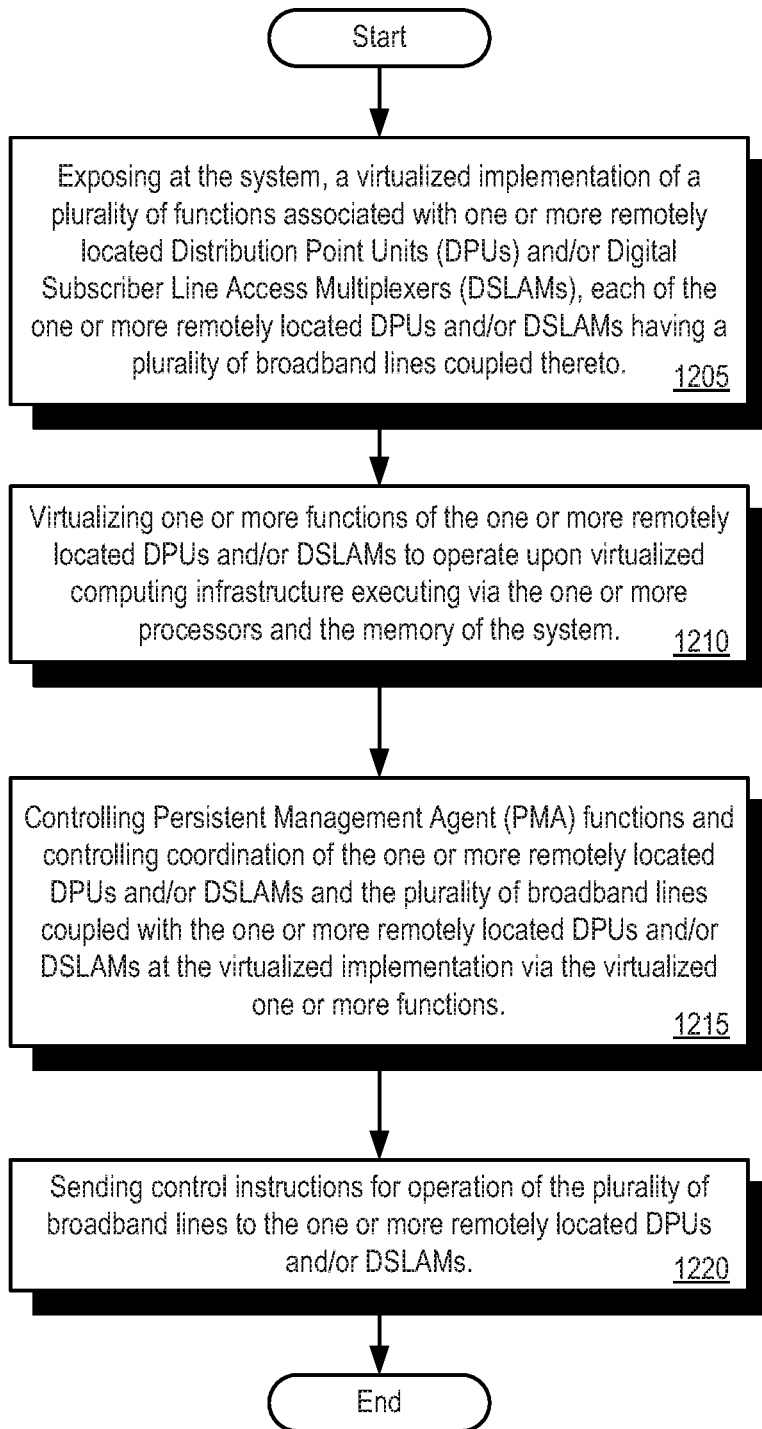 Start
Exposing at the system, a virtualized implementation of a
plurality of functions associated with one or more remotely
located Distribution Point Units (DPUs) and/or Digital
Subscriber Line Access Multiplexers (DSLAMs), each of the
one or more remotely located DPUs and/or DSLAMs having a
plurality of broadband lines coupled thereto.
1205
Virtualizing one or more functions of the one or more remotely
located DPUs and/or DSLAMs to operate upon virtualized
computing infrastructure executing via the one or more
processors and the memory of the system.
1210
Controlling Persistent Management Agent (PMA) functions and
controlling coordination of the one or more remotely located
DPUs and/or DSLAMs and the plurality of broadband lines
coupled with the one or more remotely located DPUs and/or
DSLAMs at the virtualized implementation via the virtualized
one or more functions.
1215
Sending control instructions for operation of the plurality of
broadband lines to the one or more remotely located DPUs
and/or DSLAMs.
1220
End